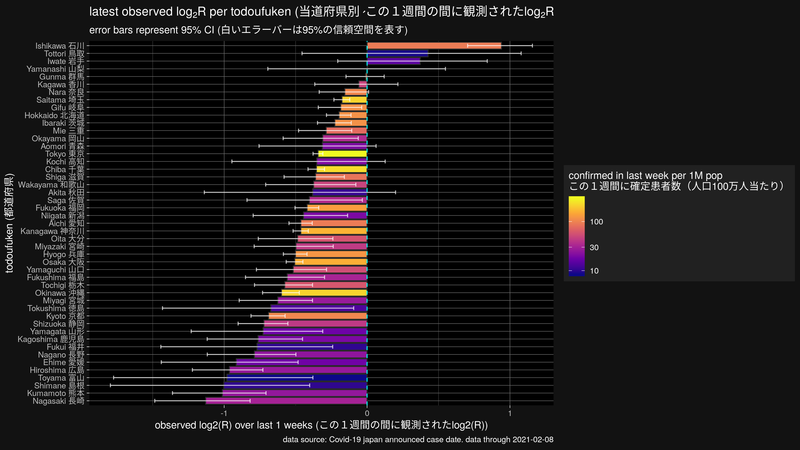 latest observed log2R per todoufuken (当道府県別 この１週間の間に観測されたlog2R
error bars represent 95% CI (白いエラーバーは95%の信頼空間を表す)
todoufuken (都道府県)
Ishikawa 石川
Tottori 鳥取
Iwate 岩手
Yamanashi 山梨
Gunma 群馬
Kagawa 香川
Nara 奈良
Saitama 埼玉
Gifu 岐阜
Hokkaido 北海道
Ibaraki 茨城
Mie 三重
Okayama 岡山
Aomori 青森
Tokyo 東京
Kochi 高知
Chiba 千葉
Shiga 滋賀
Wakayama 和歌山
Akita 秋田
Saga 佐賀
Fukuoka 福岡
Niigata 新潟
Aichi 愛知
Kanagawa 神奈川
Oita 大分
Miyazaki 宮崎
Hyogo 兵庫
Osaka 大阪
Yamaguchi 山口
Fukushima 福島
Tochigi 栃木
Okinawa 沖縄
Miyagi 宮城
Tokushima 徳島
Kyoto 京都
Shizuoka 静岡
Yamagata 山形
Kagoshima 鹿児島
Fukui 福井
Nagano 長野
Ehime 愛媛
Hiroshima 広島
Toyama 富山
Shimane 島根
Kumamoto 熊本
Nagasaki 長崎
-1 0 1
observed log2(R) over last 1 weeks (この１週間の間に観測されたlog2(R))
data source: Covid-19 japan announced case date. data through 2021-02-08
confirmed in last week per 1M pop
この１週間に確定患者数（人口100万人当たり）
100
30
10